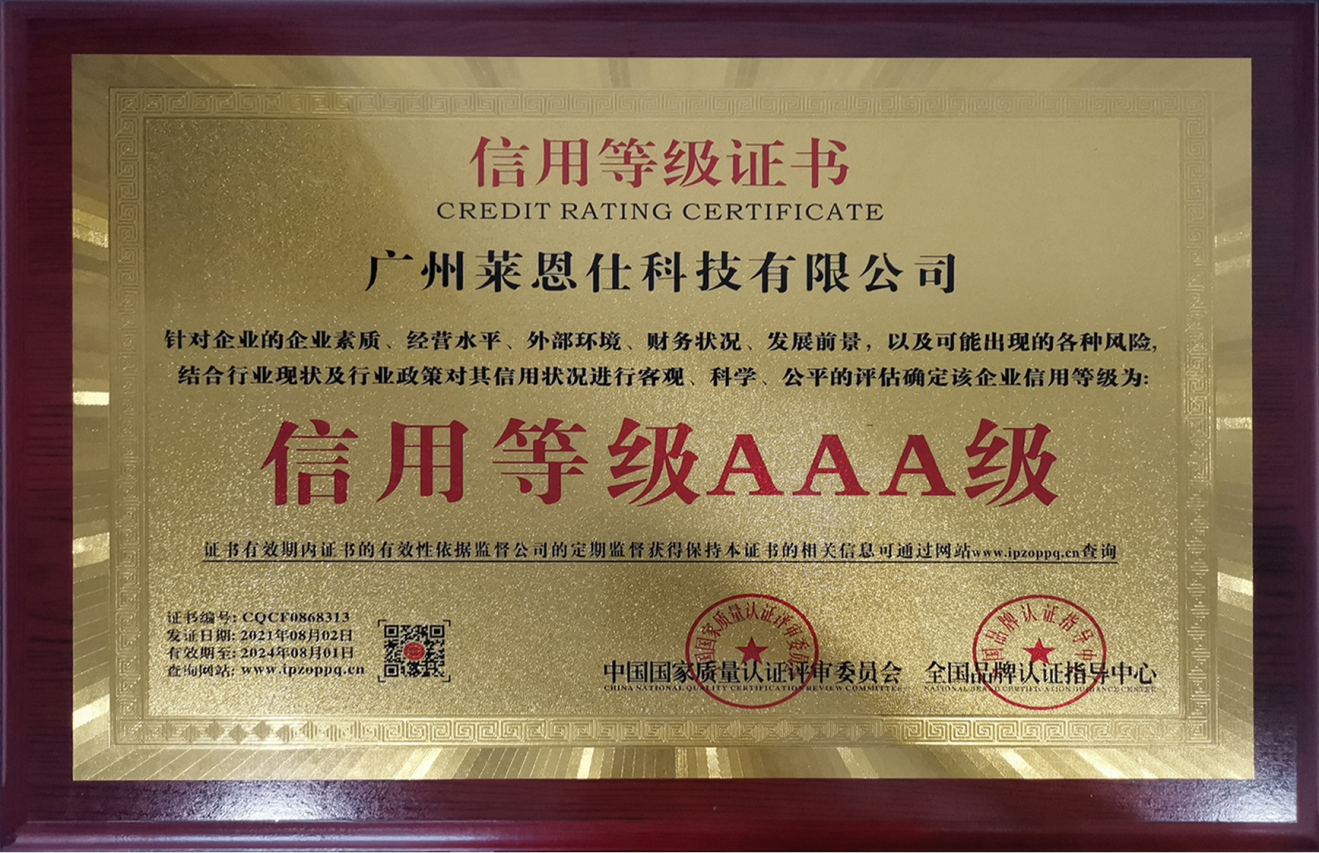 信用等级证书
CREDIT RATING CERTIFICATE
广州莱恩仕科技有限公司
针对企业的企业素质、经营水平、外部环境、财务状况、发展前景，以及可能出现的各种风险,
结合行业现状及行业政策对其信用状况进行客观、科学、公平的评估确定该企业信用等级为:
信用等级AAA级
证书有效期内证书的有效性依据监督公司的定期监督获得保持本证书的相关信息可通过网站www.ipzoppq.cn查询
证书编号: CQCF0868313
发证日期: 2021年08月02日
有效期至: 2024年08月01日
查询网站: www.ipzoppq.cn
中国国家质量认证评审委员会
CHINA NATIONAL QUALITY CERTIFICATION REVIEW COMMITTEE
全国品牌认证指导中心
NATIONAL BRAND CERTIFICATION GUIDANCE CENTER